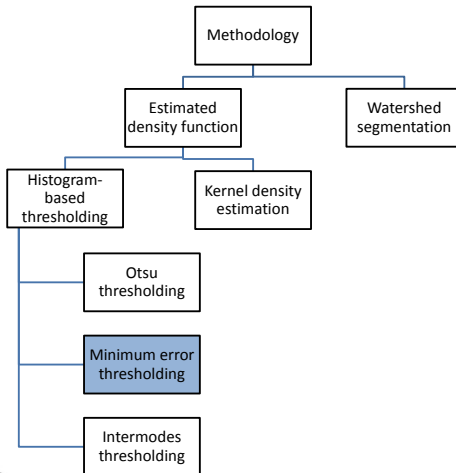 Methodology
Estimated
density function
Watershed
segmentation
Histogram-
based
thresholding
Kernel density
estimation
Otsu
thresholding
Minimum error
thresholding
Intermodes
thresholding